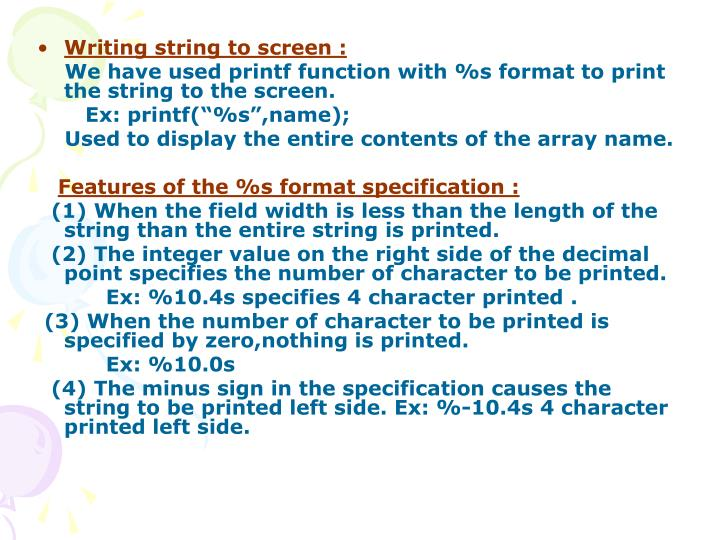 • Writing string to screen :
We have used printf function with %s format to print
the string to the screen.
Ex: printf(“%s”,name);
Used to display the entire contents of the array name.
Features of the %s format specification :
(1) When the field width is less than the length of the
string than the entire string is printed.
(2) The integer value on the right side of the decimal
point specifies the number of character to be printed.
Ex: %10.4s specifies 4 character printed .
(3) When the number of character to be printed is
specified by zero,nothing is printed.
Ex: %10.0s
(4) The minus sign in the specification causes the
string to be printed left side. Ex: %-10.4s 4 character
printed left side.